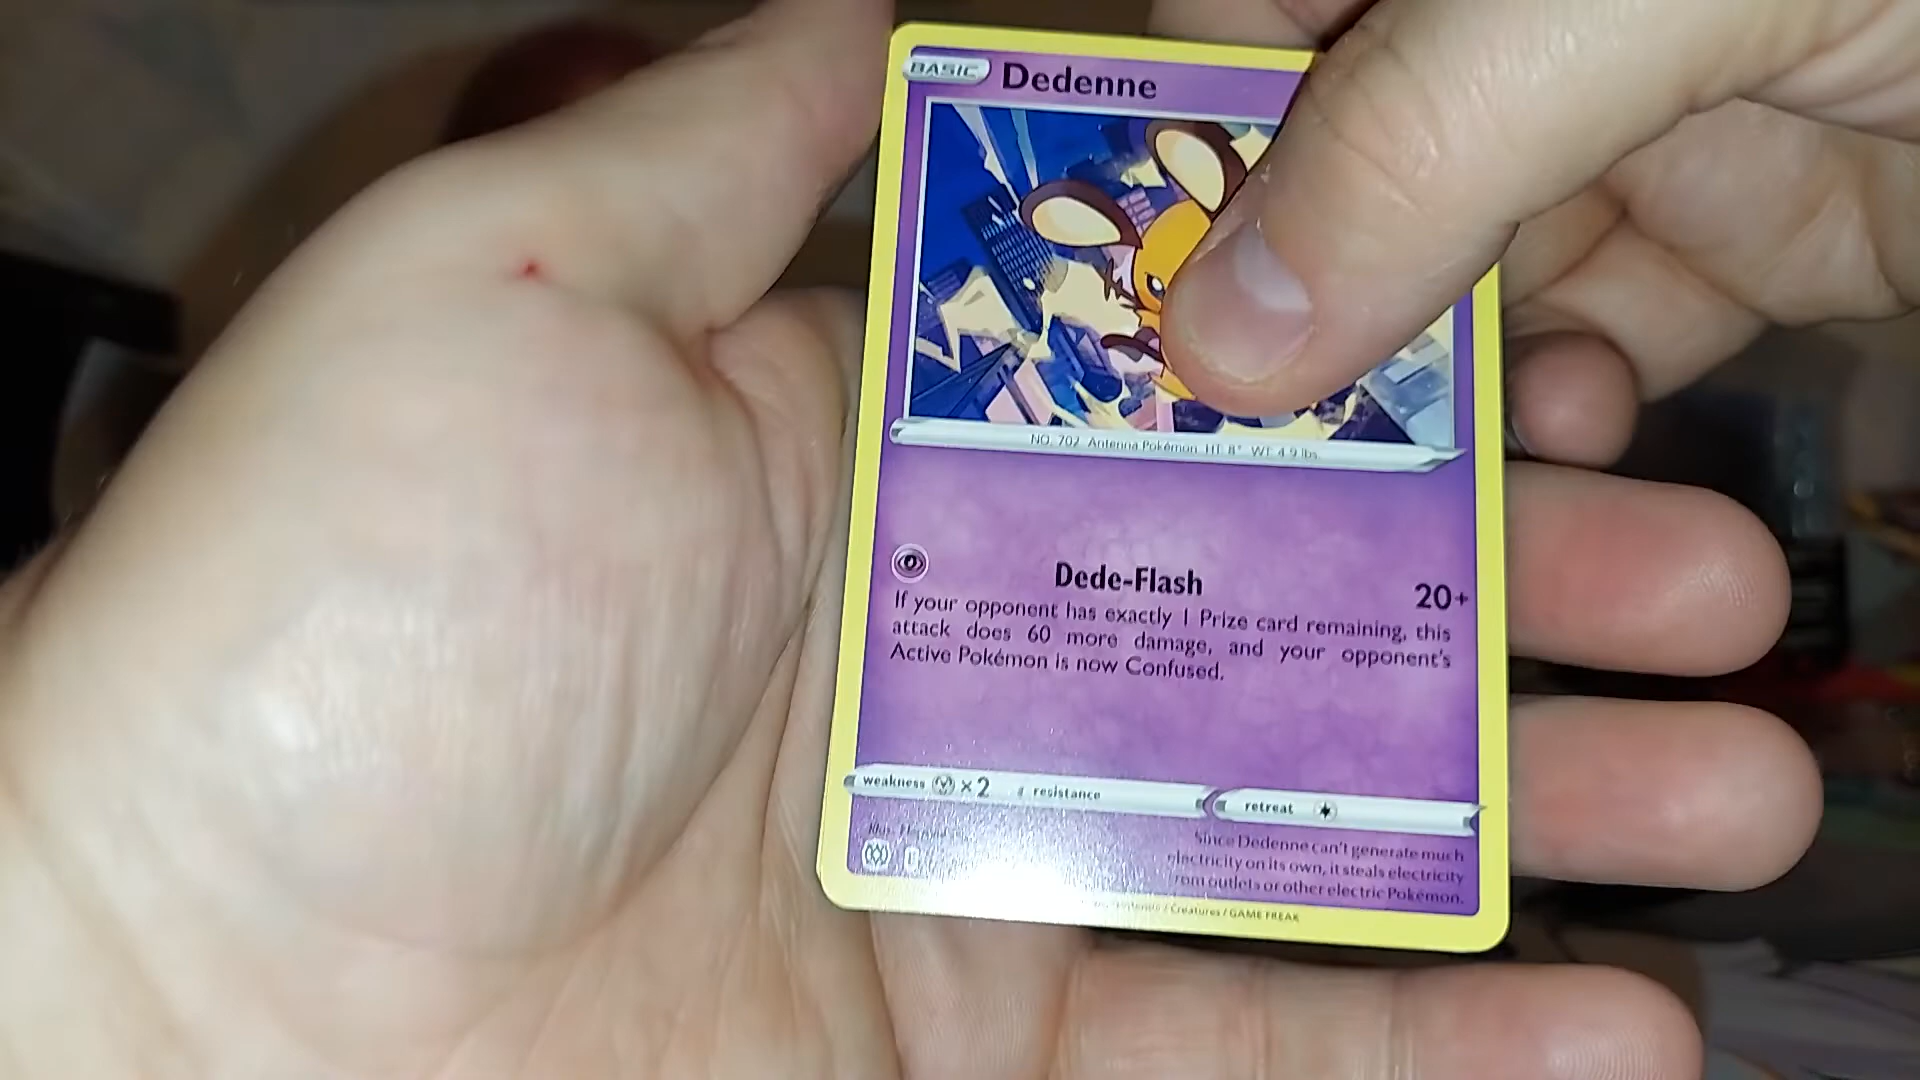 BASIC Dedenne
NO. 702 Antenna Pokémon HT: 8" WT: 4.9 lbs.
Dede-Flash 20+
If your opponent has exactly 1 Prize card remaining, this
attack does 60 more damage, and your opponent's
Active Pokémon is now Confused.
weakness ×2 resistance retreat
Since Dedenne can't generate much
electricity on its own, it steals electricity
from outlets or other electric Pokémon.
/ Creatures / GAME FREAK